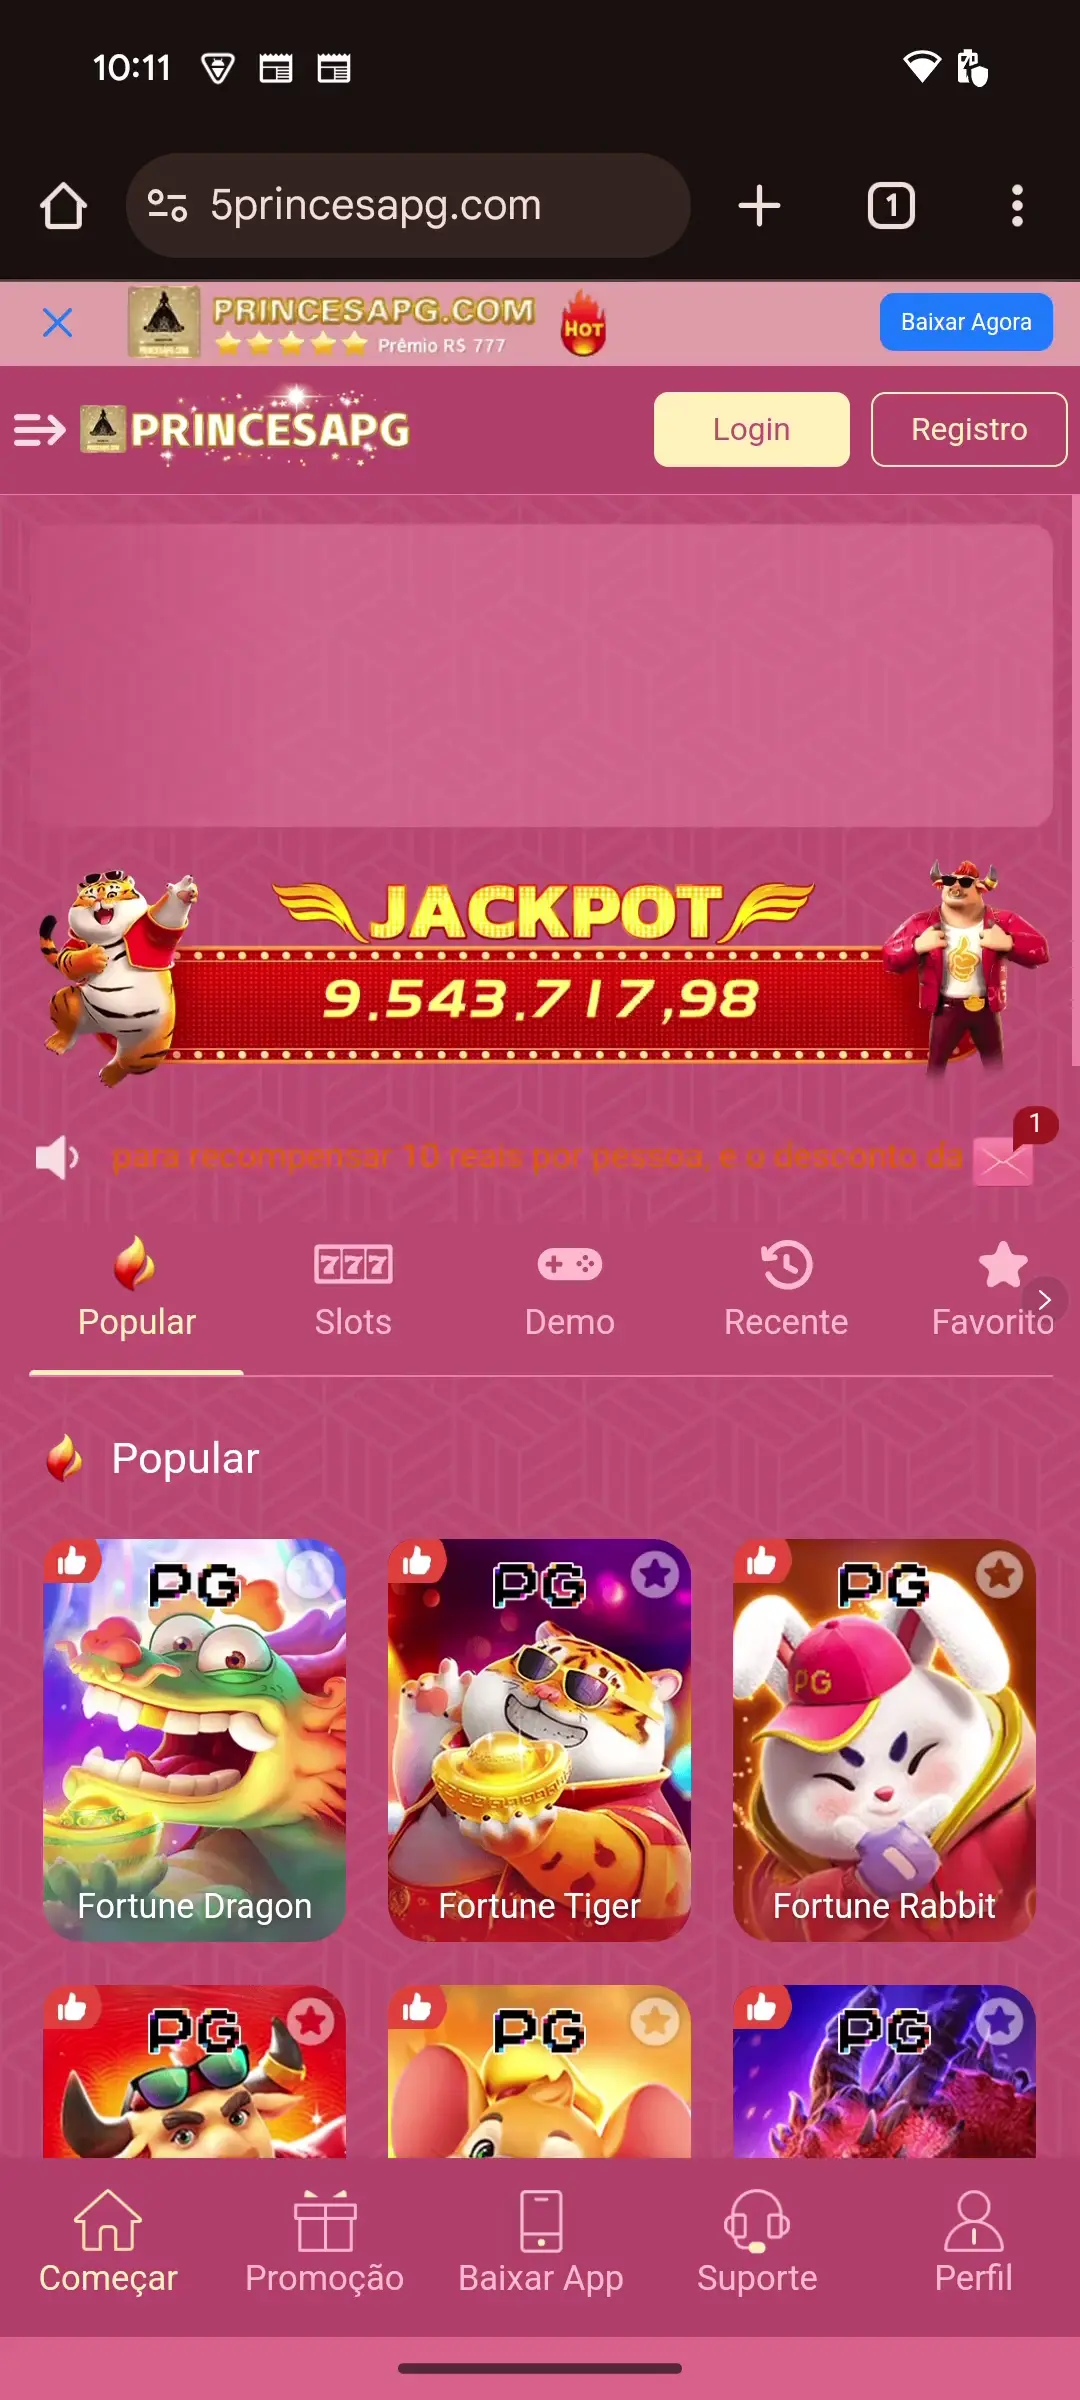 10:11
5princesapg.com
1
PRINCESAPG.COM
Prêmio R$ 777
HOT
Baixar Agora
PRINCESAPG
Login
Registro
JACKPOT
9.543.717,98
para recompensar 10 reais por pessoa, e o desconto da
1
Popular
777
Slots
Demo
Recente
Favorito
Popular
PG
PG
PG
PG
Fortune Dragon
Fortune Tiger
Fortune Rabbit
PG
PG
PG
Começar
Promoção
Baixar App
Suporte
Perfil